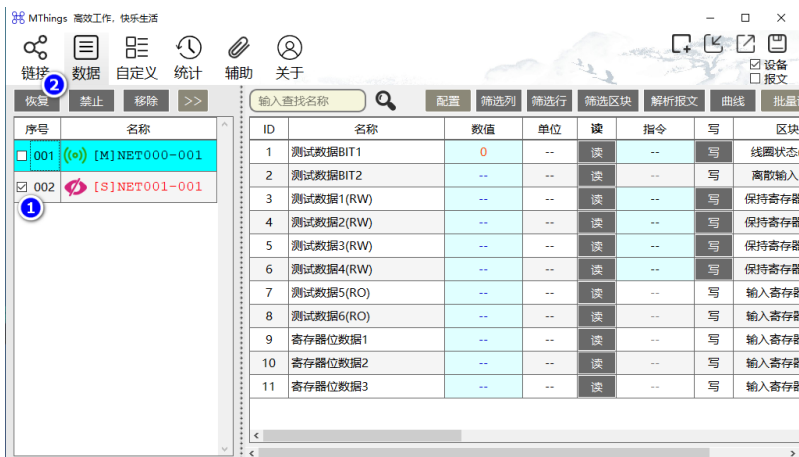 MThings 高效工作，快乐生活
链接 数据 自定义 统计 辅助 关于
设备
报文
2
恢复 禁止 移除 >> 输入查找名称 配置 筛选列 筛选行 筛选区块 解析报文 曲线 批量
序号 名称 ID 名称 数值 单位 读 指令 写 区块
001 [M]NET000-001 1 测试数据BIT1 0 -- 读 -- 写 线圈状态
2 测试数据BIT2 -- -- 读 -- 写 离散输入
002 [S]NET001-001
1
3 测试数据1(RW) -- -- 读 -- 写 保持寄存器
4 测试数据2(RW) -- -- 读 -- 写 保持寄存器
5 测试数据3(RW) -- -- 读 -- 写 保持寄存器
6 测试数据4(RW) -- -- 读 -- 写 保持寄存器
7 测试数据5(RO) -- -- 读 -- 写 输入寄存器
8 测试数据6(RO) -- -- 读 -- 写 输入寄存器
9 寄存器位数据1 -- -- 读 -- 写 输入寄存器
10 寄存器位数据2 -- -- 读 -- 写 输入寄存器
11 寄存器位数据3 -- -- 读 -- 写 输入寄存器